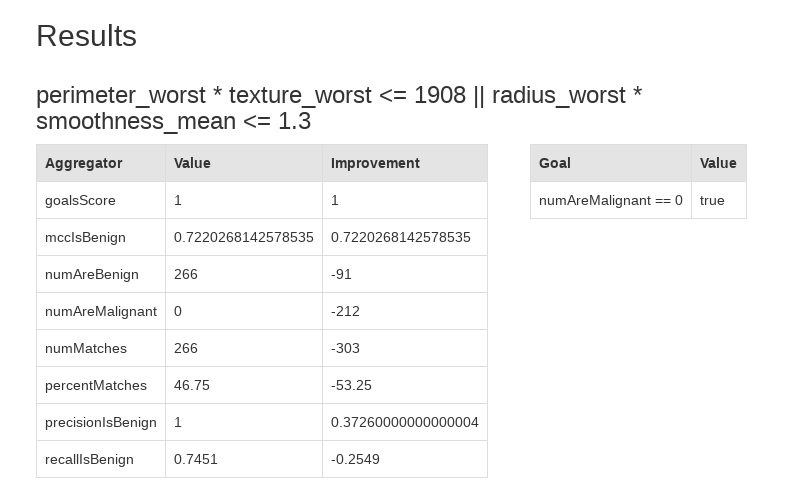 Results
perimeter_worst * texture_worst <= 1908 || radius_worst *
smoothness_mean <= 1.3
Aggregator Value Improvement
goalsScore 1 1
mccIsBenign 0.7220268142578535 0.7220268142578535
numAreBenign 266 -91
numAreMalignant 0 -212
numMatches 266 -303
percentMatches 46.75 -53.25
precisionIsBenign 1 0.37260000000000004
recallIsBenign 0.7451 -0.2549
Goal Value
numAreMalignant == 0 true